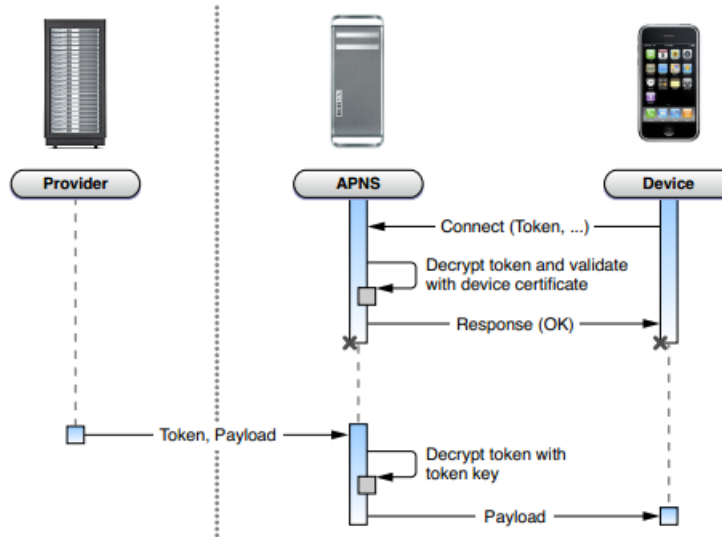 Provider
APNS
Device
Connect (Token, ...)
Decrypt token and validate
with device certificate
Response (OK)
Token, Payload
Decrypt token with
token key
Payload